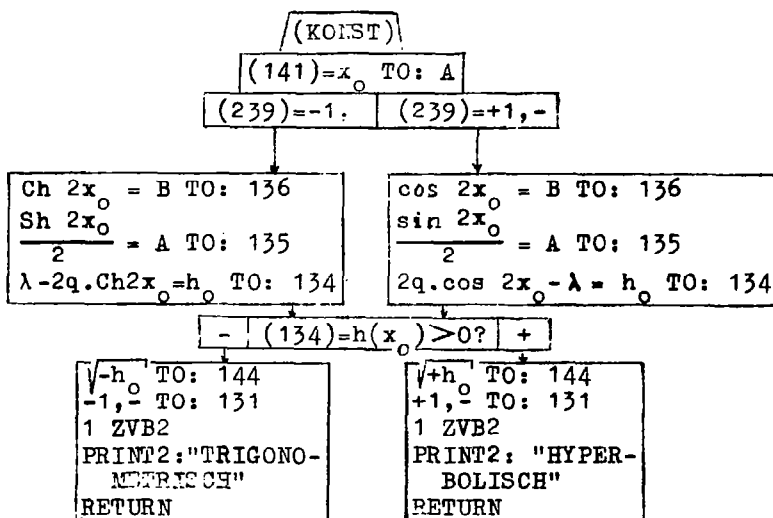 (KONST)
(141)=x₀ TO: A
(239)=-1. (239)=+1,-
Ch 2x₀ = B TO: 136
Sh 2x₀
2 = A TO: 135
λ-2q.Ch2x₀=h₀ TO: 134
cos 2x₀ = B TO: 136
sin 2x₀
2 = A TO: 135
2q.cos 2x₀-λ = h₀ TO: 134
- (134)=h(x₀)>0? +
√-h₀ TO: 144
-1,- TO: 131
1 ZVB2
PRINT2:"TRIGONO-
METRISCH"
RETURN
√+h₀ TO: 144
+1,- TO: 131
1 ZVB2
PRINT2: "HYPER-
BOLISCH"
RETURN